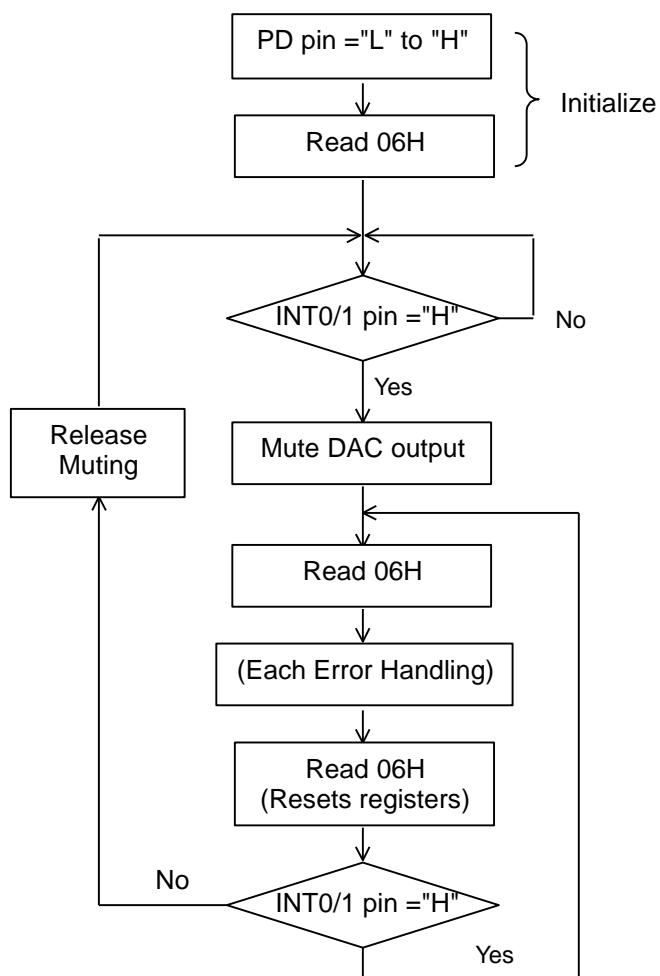 PD pin ="L" to "H"
Initialize
Read 06H
INT0/1 pin ="H"
No
Yes
Release
Muting
Mute DAC output
Read 06H
(Each Error Handling)
Read 06H
(Resets registers)
No
INT0/1 pin ="H"
Yes